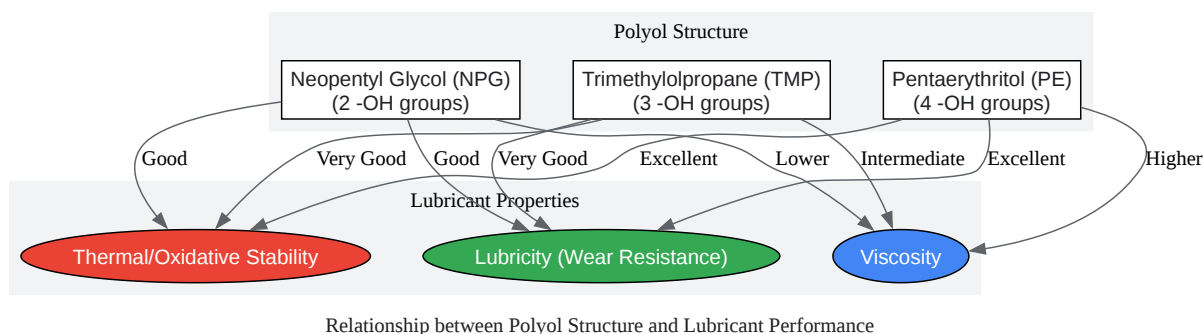 Polyol Structure
Neopentyl Glycol (NPG)
(2 -OH groups)
Trimethylolpropane (TMP)
(3 -OH groups)
Pentaerythritol (PE)
(4 -OH groups)
Good
Very Good
Good
Very Good
Excellent
Lower
Intermediate
Excellent
Higher
Lubricant Properties
Thermal/Oxidative Stability
Lubricity (Wear Resistance)
Viscosity
Relationship between Polyol Structure and Lubricant Performance